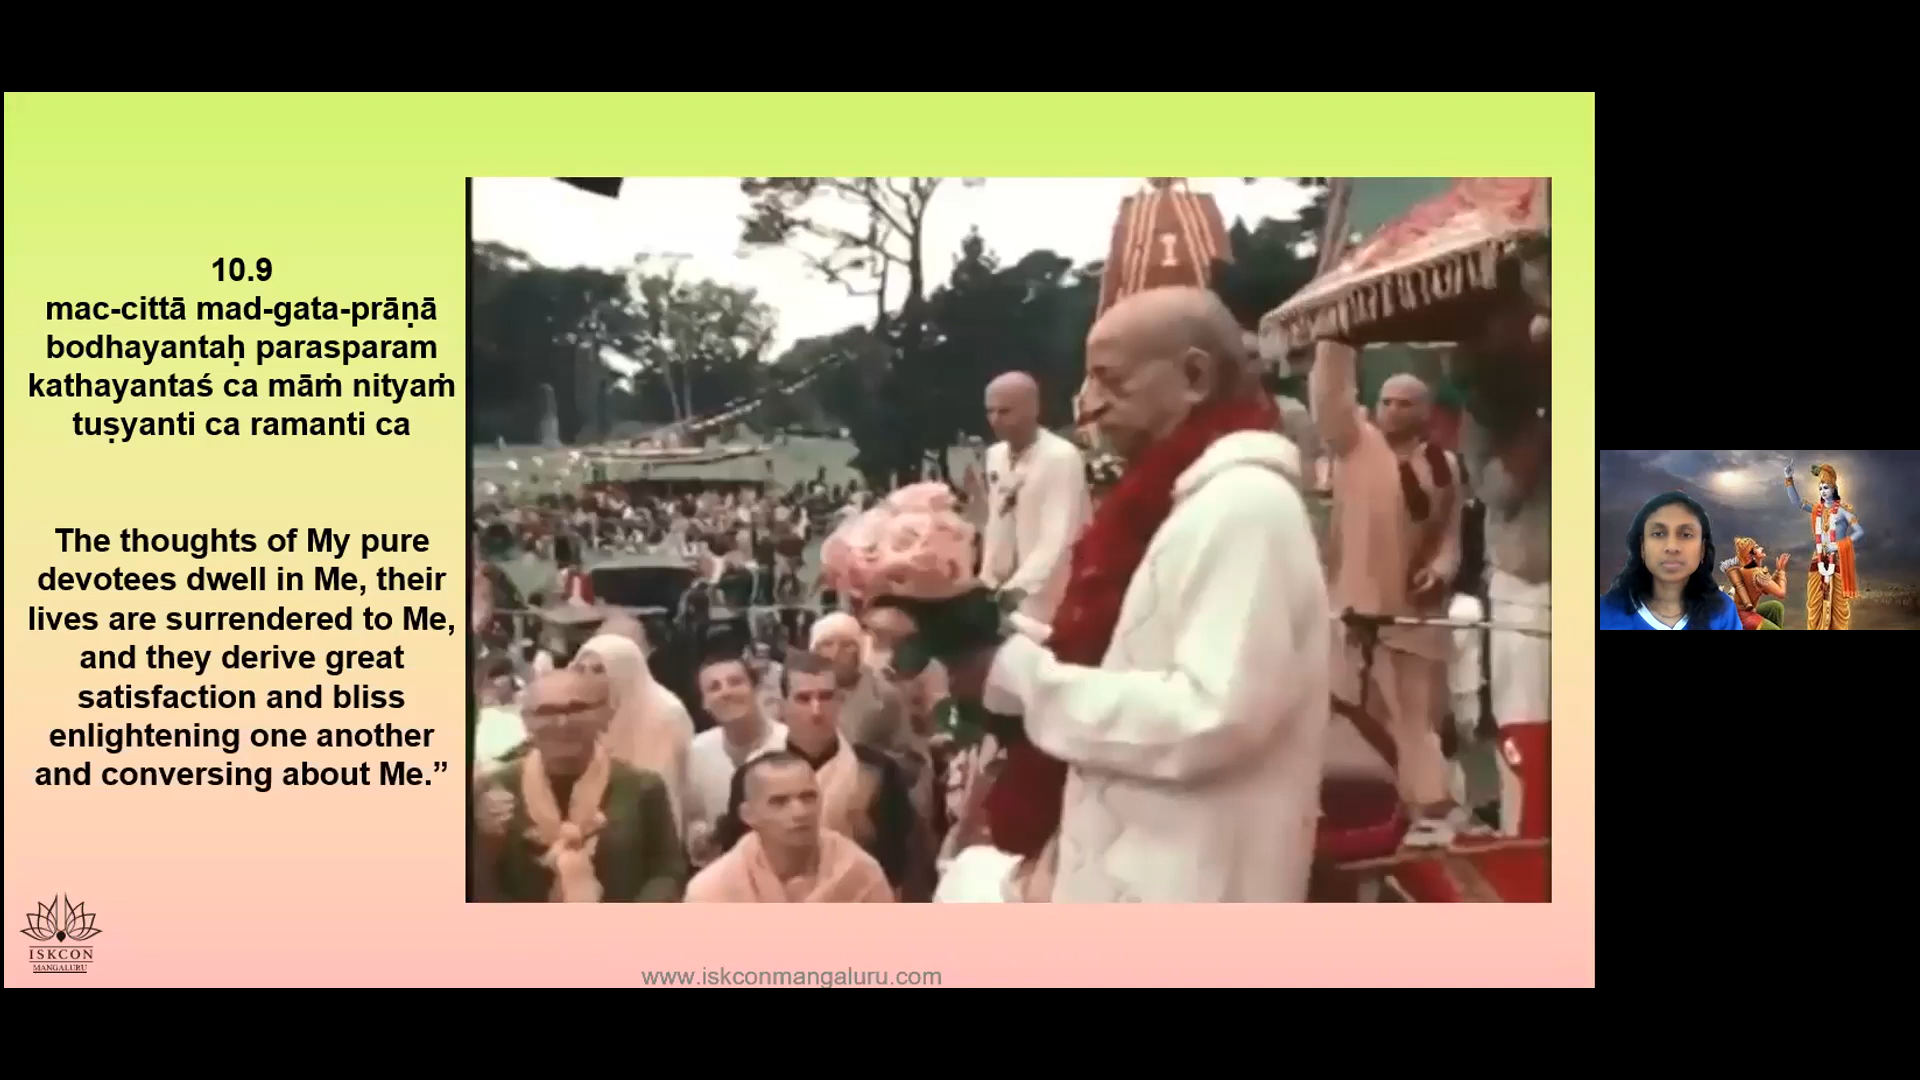 10.9
mac-cittā mad-gata-prāṇā
bodhayantaḥ parasparam
kathayantaś ca māṁ nityaṁ
tuṣyanti ca ramanti ca
The thoughts of My pure
devotees dwell in Me, their
lives are surrendered to Me,
and they derive great
satisfaction and bliss
enlightening one another
and conversing about Me.”
ISKCON
MANGALURU
www.iskconmangaluru.com